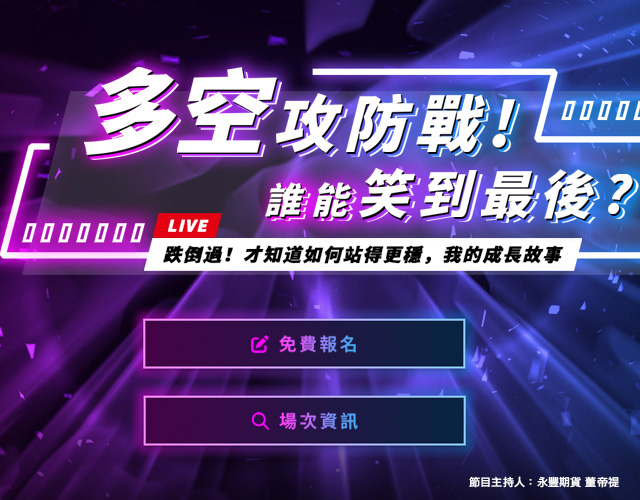 多空攻防戰!
誰能笑到最後?
LIVE
跌倒過！才知道如何站得更穩，我的成長故事
免費報名
場次資訊
節目主持人：永豐期貨 董帝禔